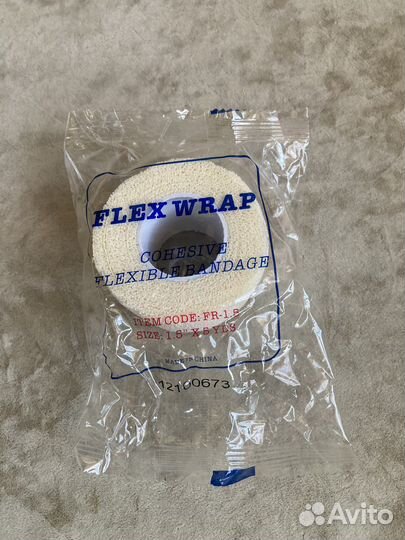 FLEX WRAP
COHESIVE
FLEXIBLE BANDAGE
ITEM CODE: FR-1.5
SIZE: 1.5" X 5 YDS
MADE IN CHINA
12100673
Avito